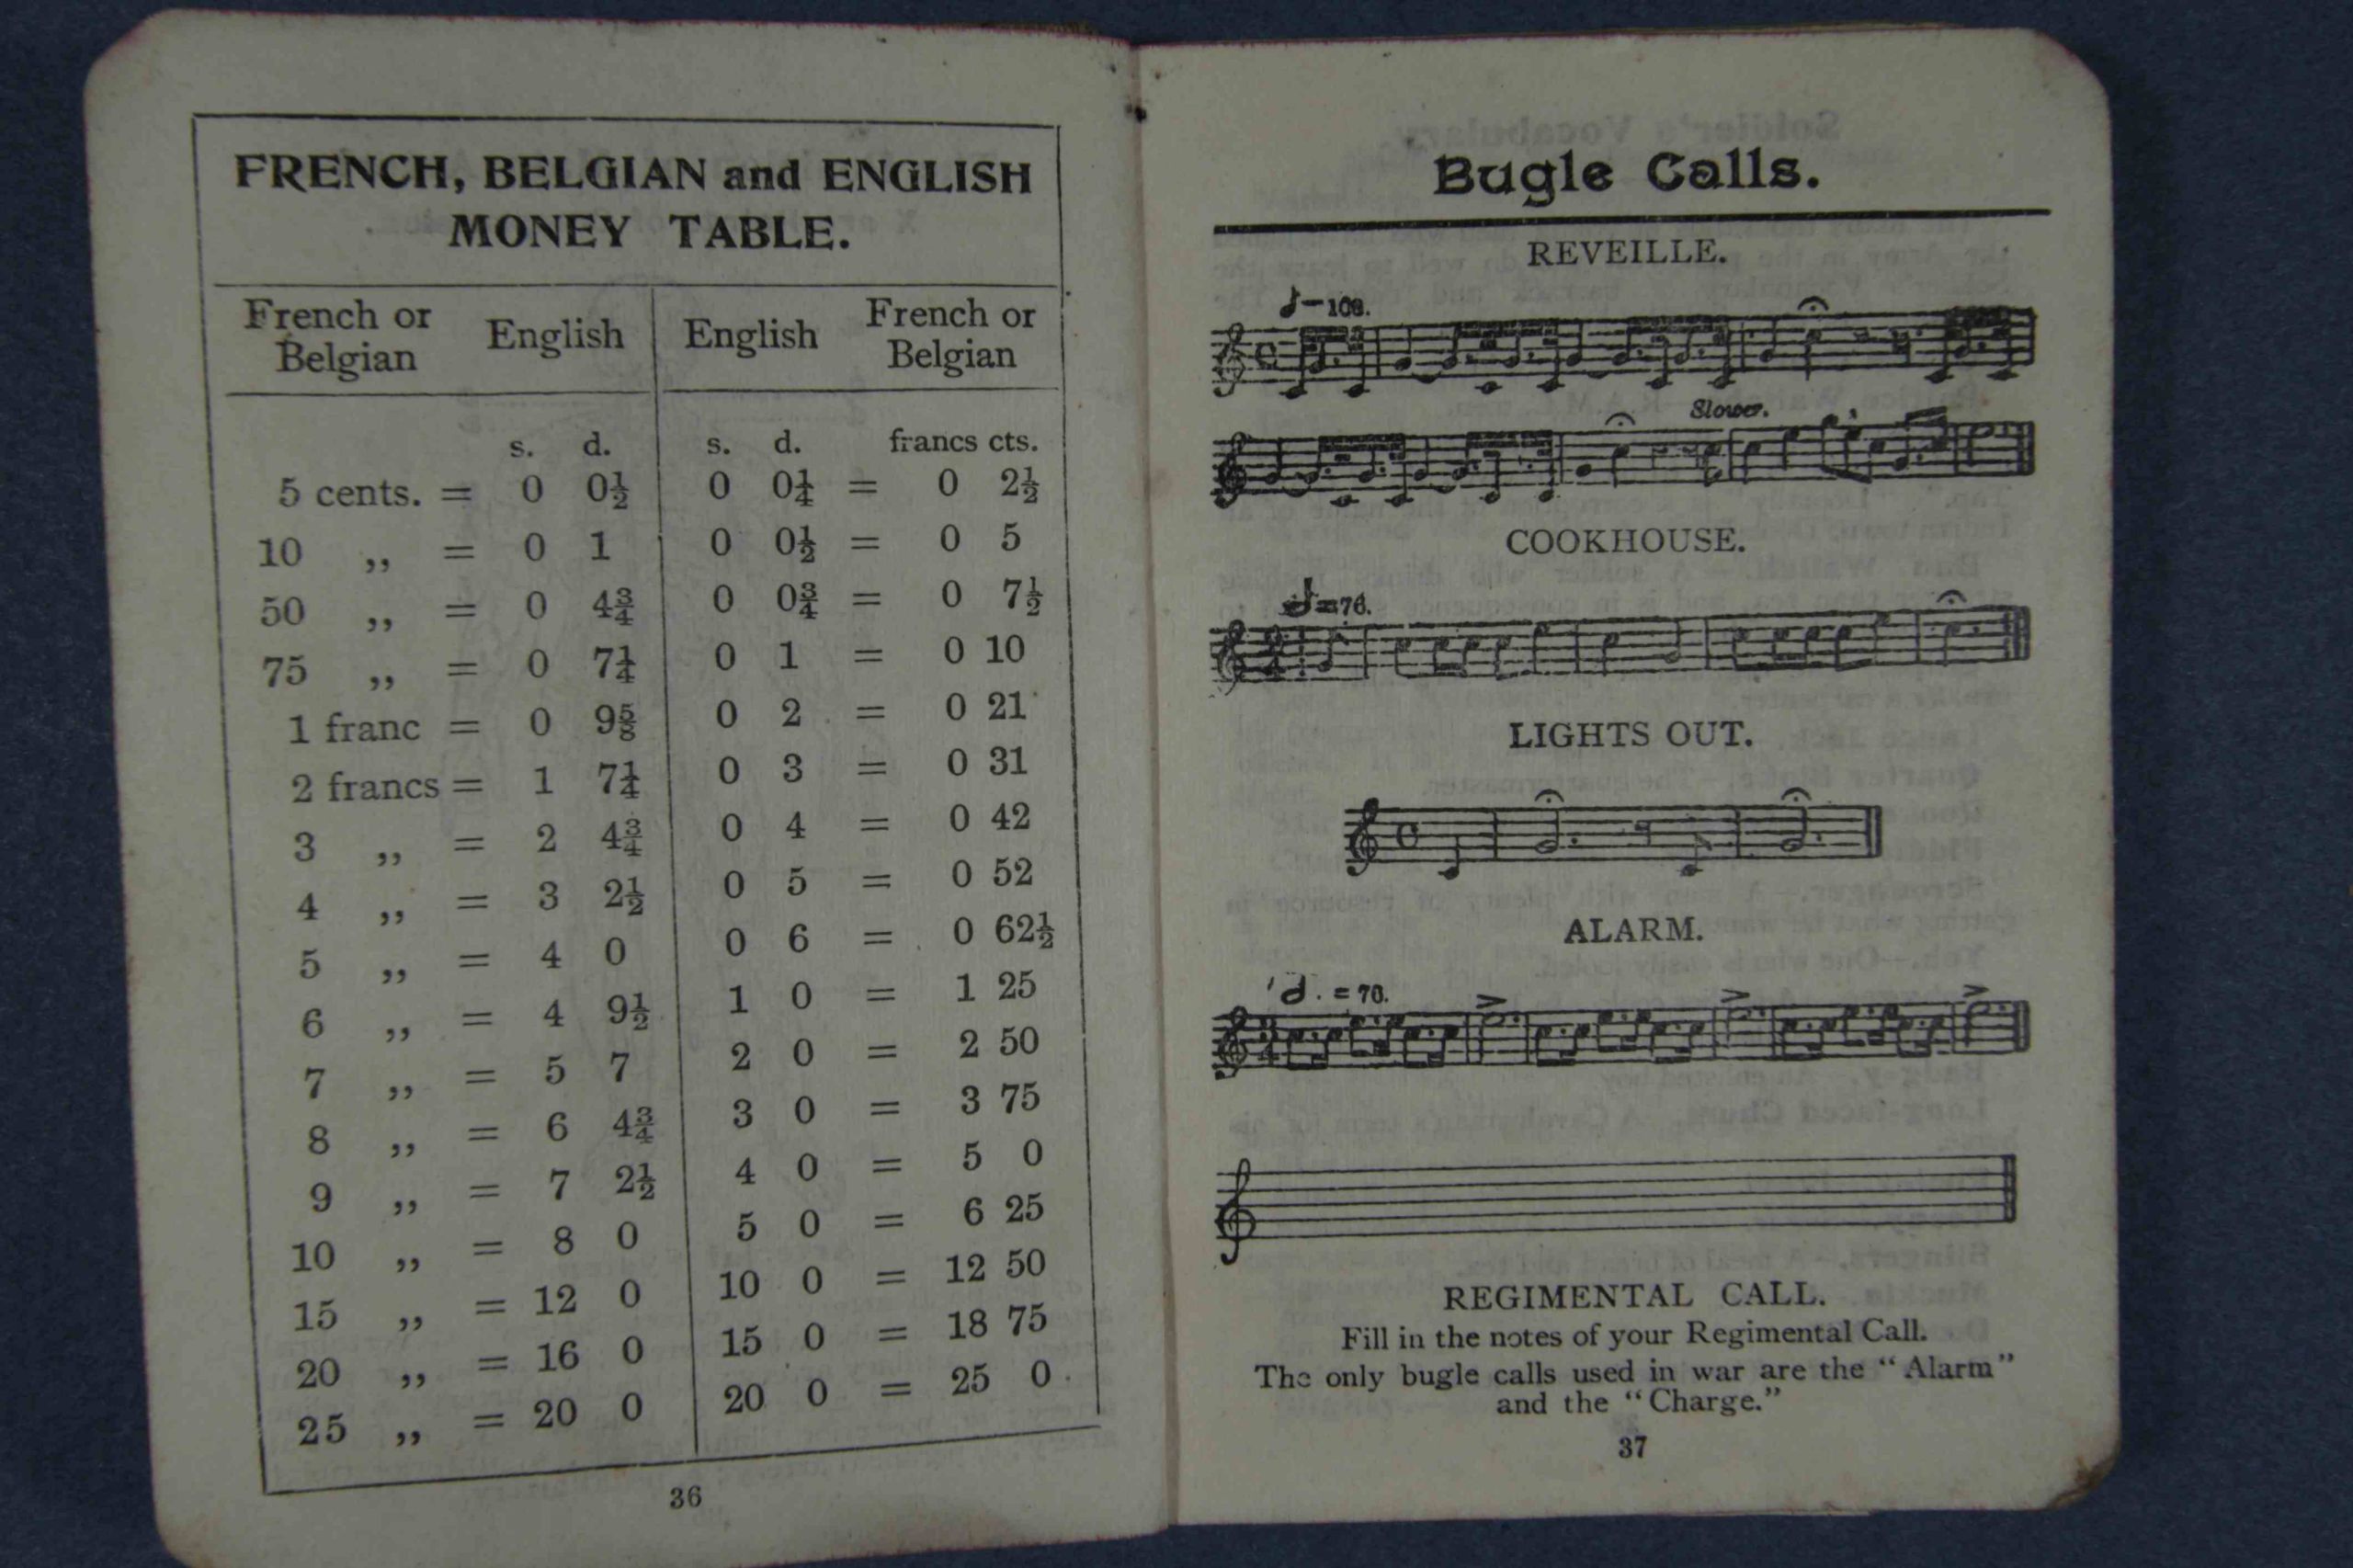 FRENCH, BELGIAN and ENGLISH
MONEY TABLE.
French or Belgian English English French or Belgian
s. d. s. d. francs cts.
5 cents. = 0 0½ 0 0¼ = 0 2½
10 „ = 0 1 0 0½ = 0 5
50 „ = 0 4¾ 0 0¾ = 0 7½
75 „ = 0 7¼ 0 1 = 0 10
1 franc = 0 9⅝ 0 2 = 0 21
2 francs = 1 7¼ 0 3 = 0 31
3 „ = 2 4¾ 0 4 = 0 42
4 „ = 3 2½ 0 5 = 0 52
5 „ = 4 0 0 6 = 0 62½
6 „ = 4 9½ 1 0 = 1 25
7 „ = 5 7 2 0 = 2 50
8 „ = 6 4¾ 3 0 = 3 75
9 „ = 7 2½ 4 0 = 5 0
10 „ = 8 0 5 0 = 6 25
15 „ = 12 0 10 0 = 12 50
20 „ = 16 0 15 0 = 18 75
25 „ = 20 0 20 0 = 25 0
36
Bugle Calls.
REVEILLE.
♩–108.
Slower.
COOKHOUSE.
=76.
LIGHTS OUT.
ALARM.
𝅗𝅥. = 76.
REGIMENTAL CALL.
Fill in the notes of your Regimental Call.
The only bugle calls used in war are the “Alarm”
and the “Charge.”
37